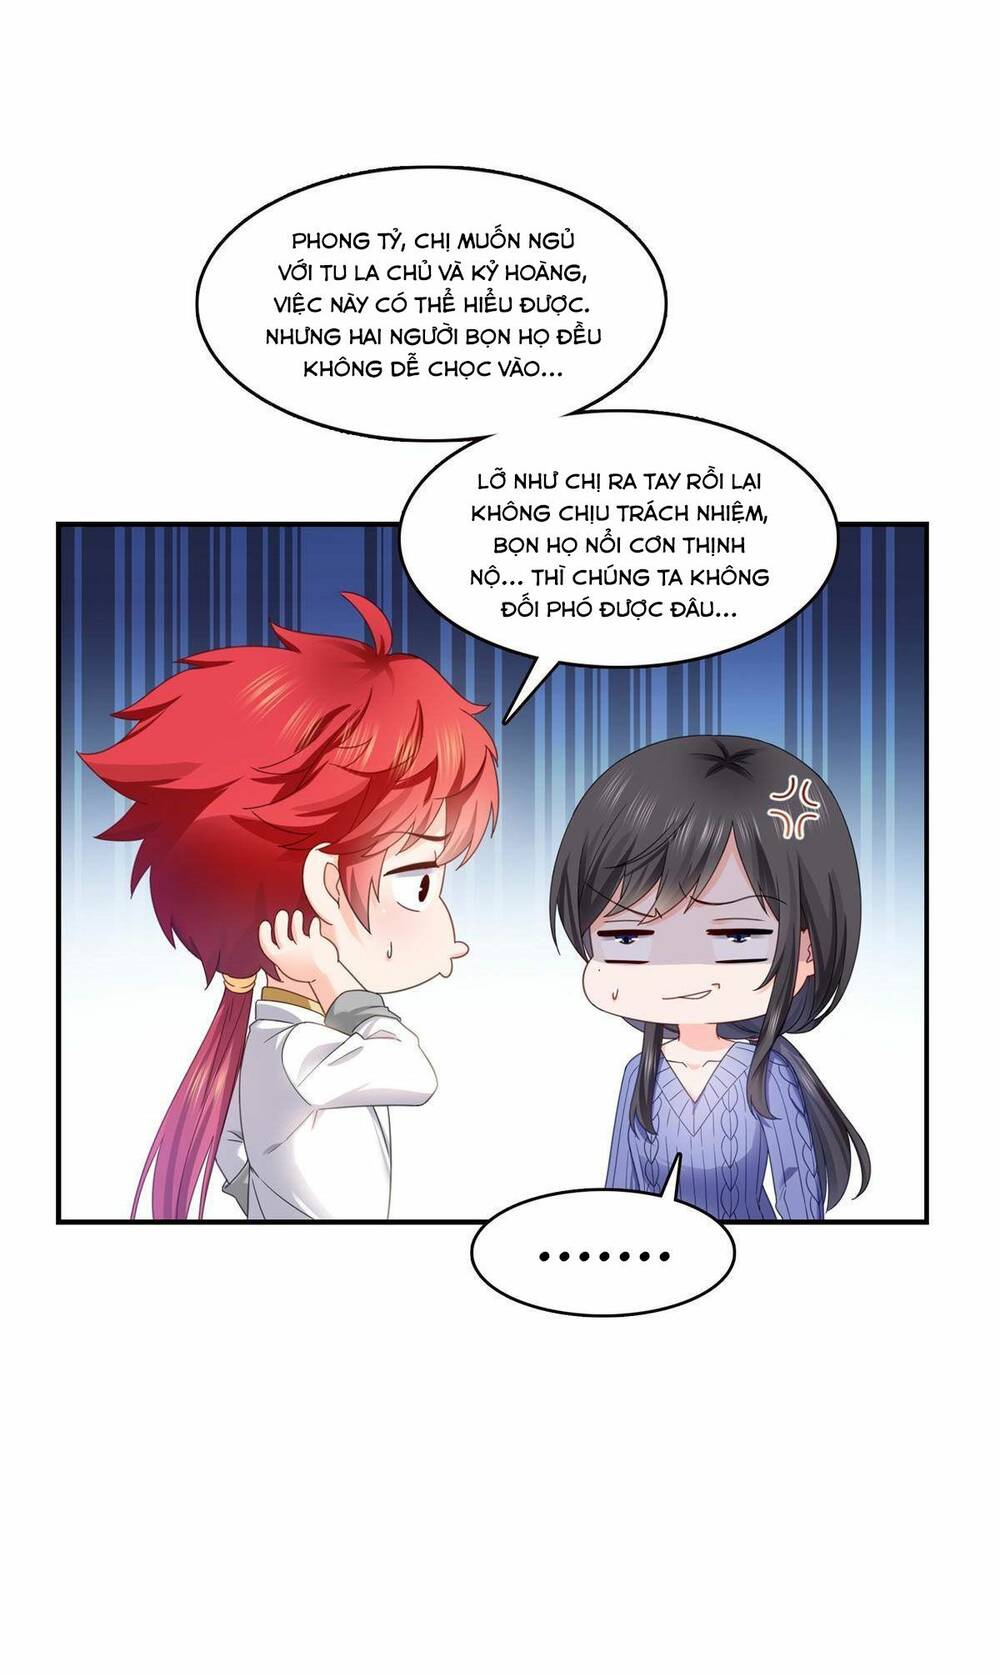 PHONG TỶ, CHỊ MUỐN NGỦ
VỚI TU LA CHỦ VÀ KỶ HOÀNG,
VIỆC NÀY CÓ THỂ HIỂU ĐƯỢC.
NHƯNG HAI NGƯỜI BỌN HỌ ĐỀU
KHÔNG DỄ CHỌC VÀO...
LỠ NHƯ CHỊ RA TAY RỒI LẠI
KHÔNG CHỊU TRÁCH NHIỆM,
BỌN HỌ NỔI CƠN THỊNH
NỘ... THÌ CHÚNG TA KHÔNG
ĐỐI PHÓ ĐƯỢC ĐÂU...
.......